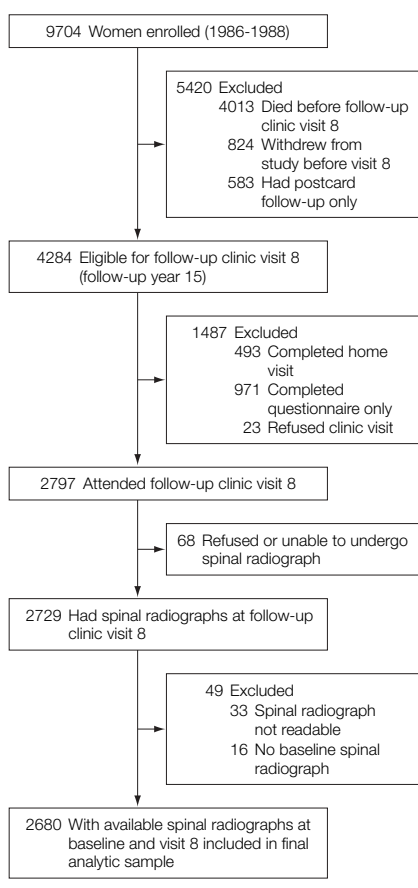 9704 Women enrolled (1986-1988)
5420 Excluded
4013 Died before follow-up
clinic visit 8
824 Withdrew from
study before visit 8
583 Had postcard
follow-up only
4284 Eligible for follow-up clinic visit 8
(follow-up year 15)
1487 Excluded
493 Completed home
visit
971 Completed
questionnaire only
23 Refused clinic visit
2797 Attended follow-up clinic visit 8
68 Refused or unable to undergo
spinal radiograph
2729 Had spinal radiographs at follow-up
clinic visit 8
49 Excluded
33 Spinal radiograph
not readable
16 No baseline spinal
radiograph
2680 With available spinal radiographs at
baseline and visit 8 included in final
analytic sample